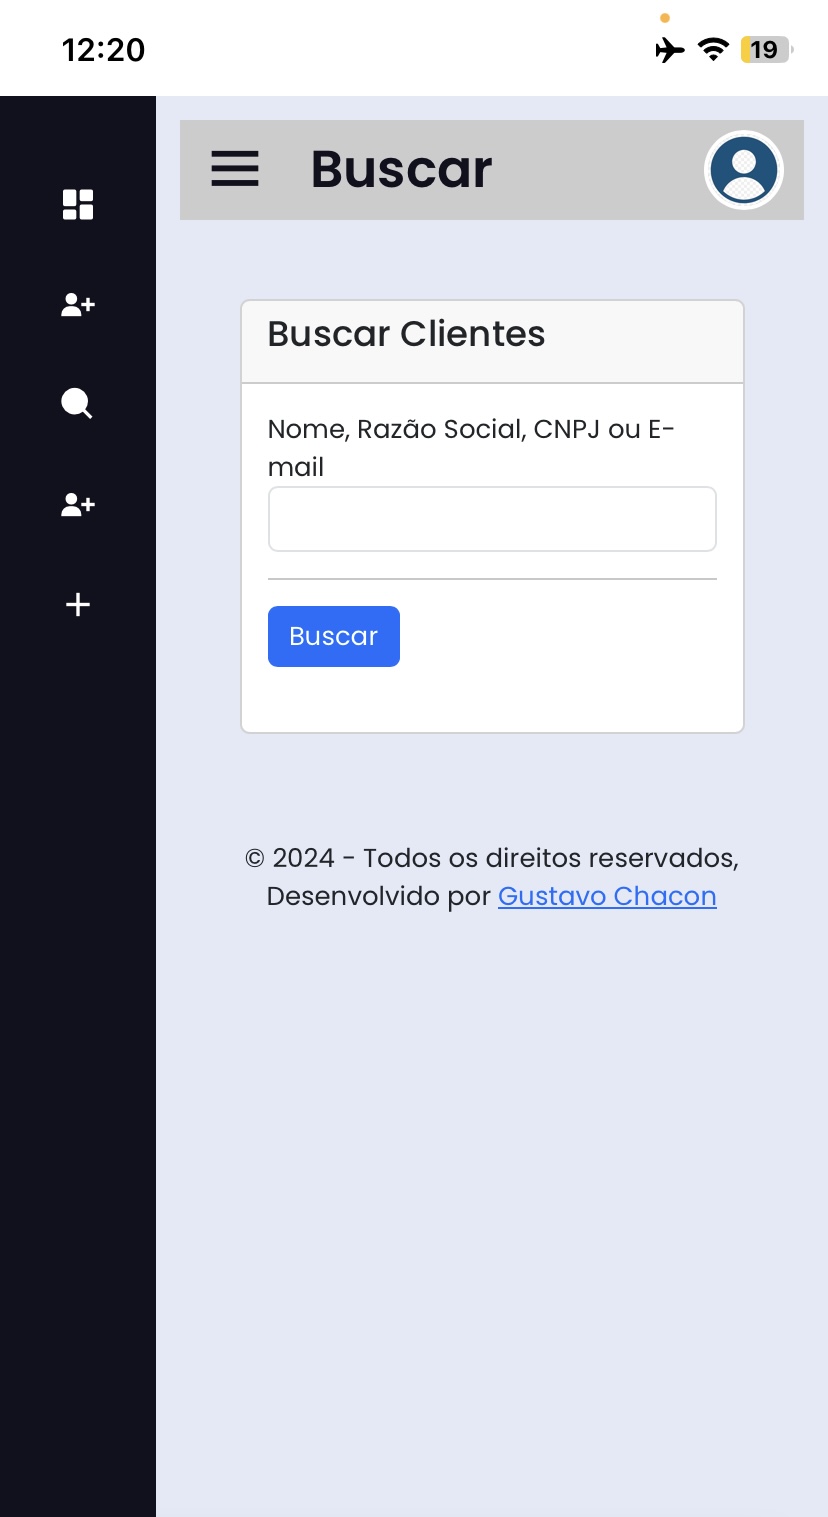 12:20
19
Buscar
Buscar Clientes
Nome, Razão Social, CNPJ ou E-
mail
Buscar
© 2024 - Todos os direitos reservados,
Desenvolvido por Gustavo Chacon